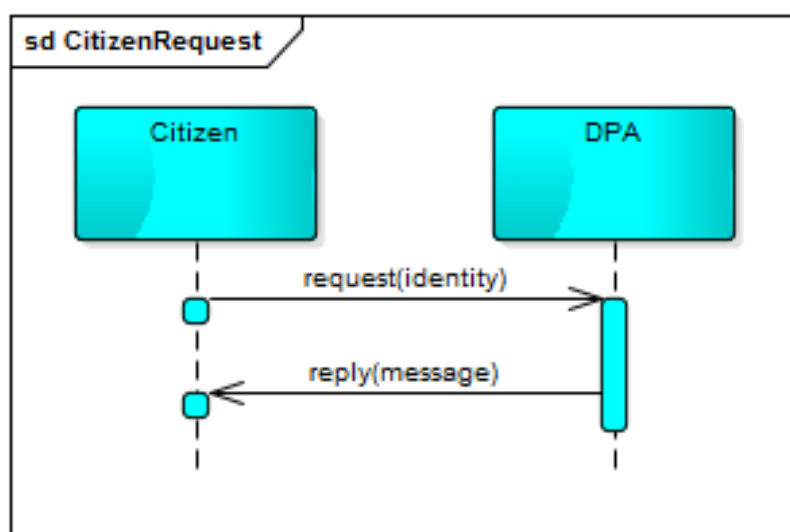 sd CitizenRequest
Citizen
DPA
request(identity)
reply(message)